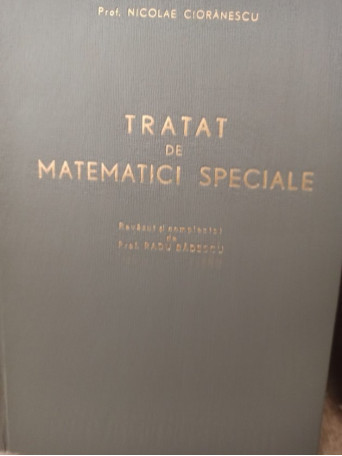 Prof. NICOLAE CIORĂNESCU
TRATAT
DE
MATEMATICI SPECIALE
Revăzut și completat
de
Prof. RADU BĂDESCU